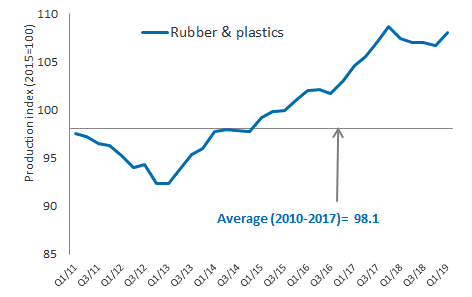 110
105
100
95
90
85
Production index (2015=100)
Rubber & plastics
Average (2010-2017)= 98.1
Q1/11
Q3/11
Q1/12
Q3/12
Q1/13
Q3/13
Q1/14
Q3/14
Q1/15
Q3/15
Q1/16
Q3/16
Q1/17
Q3/17
Q1/18
Q3/18
Q1/19